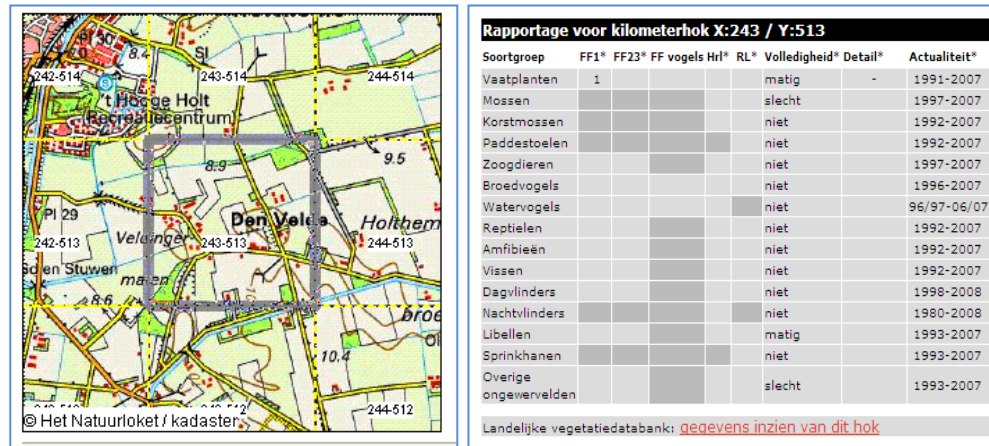 Pl 30
8.4
Sl
242-514
243-514
244-514
't Hooge Holt
(Recreatiecentrum)
8.9
9.5
Pl 29
Den Velde
Holthem
242-513
Veldinger
243-513
244-513
en Stuwen
maten
8.6
broe
10.4
244-512
© Het Natuurloket / kadaster
Rapportage voor kilometerhok X:243 / Y:513
Soortgroep FF1* FF23* FF vogels Hrl* RL* Volledigheid* Detail* Actualiteit*
Vaatplanten 1 matig - 1991-2007
Mossen slecht 1997-2007
Korstmossen niet 1992-2007
Paddestoelen niet 1992-2007
Zoogdieren niet 1997-2007
Broedvogels niet 1996-2007
Watervogels niet 96/97-06/07
Reptielen niet 1992-2007
Amfibieën niet 1992-2007
Vissen niet 1992-2007
Dagvlinders niet 1998-2008
Nachtvlinders niet 1980-2008
Libellen matig 1993-2007
Sprinkhanen niet 1993-2007
Overige
ongewervelden slecht 1993-2007
Landelijke vegetatiedatabank: gegevens inzien van dit hok